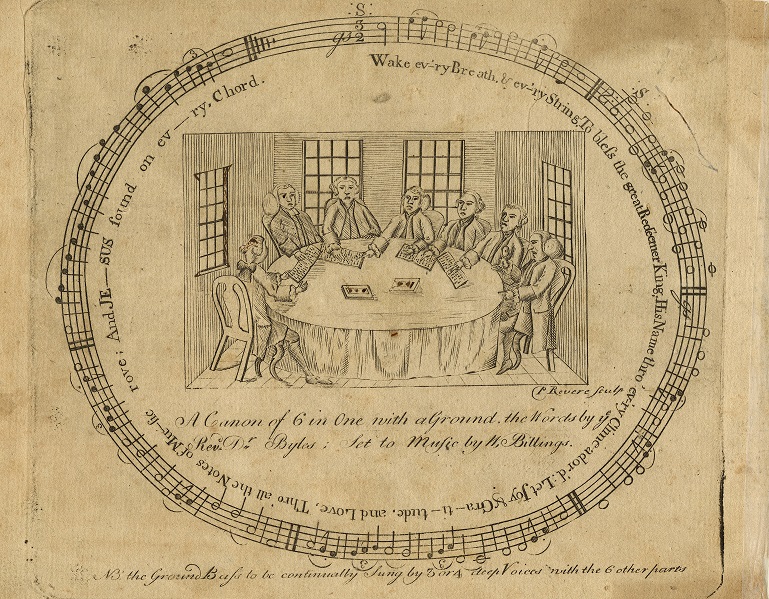 :S:
3
2
Wake ev'-ry Breath, & ev'-ry String, To bleſs the great Redeemer King, His Name thro' ev'ry Clime ador'd: Let Joy & Gra-ti-tude, and Love, Thro' all the Notes of Mu-ſic rove; And JE-SUS found on ev-ry, Chord.
:S:
3
3
3
P. Revere Sculp
A Canon of 6 in One with a Ground, the Words by yᵉ
Revᵈ. Dʳ. Byles; Set to Muſic by W. Billings.
NB. the Ground Baſs to be continually Sung by 3 or 4 deep Voices with the 6 other parts